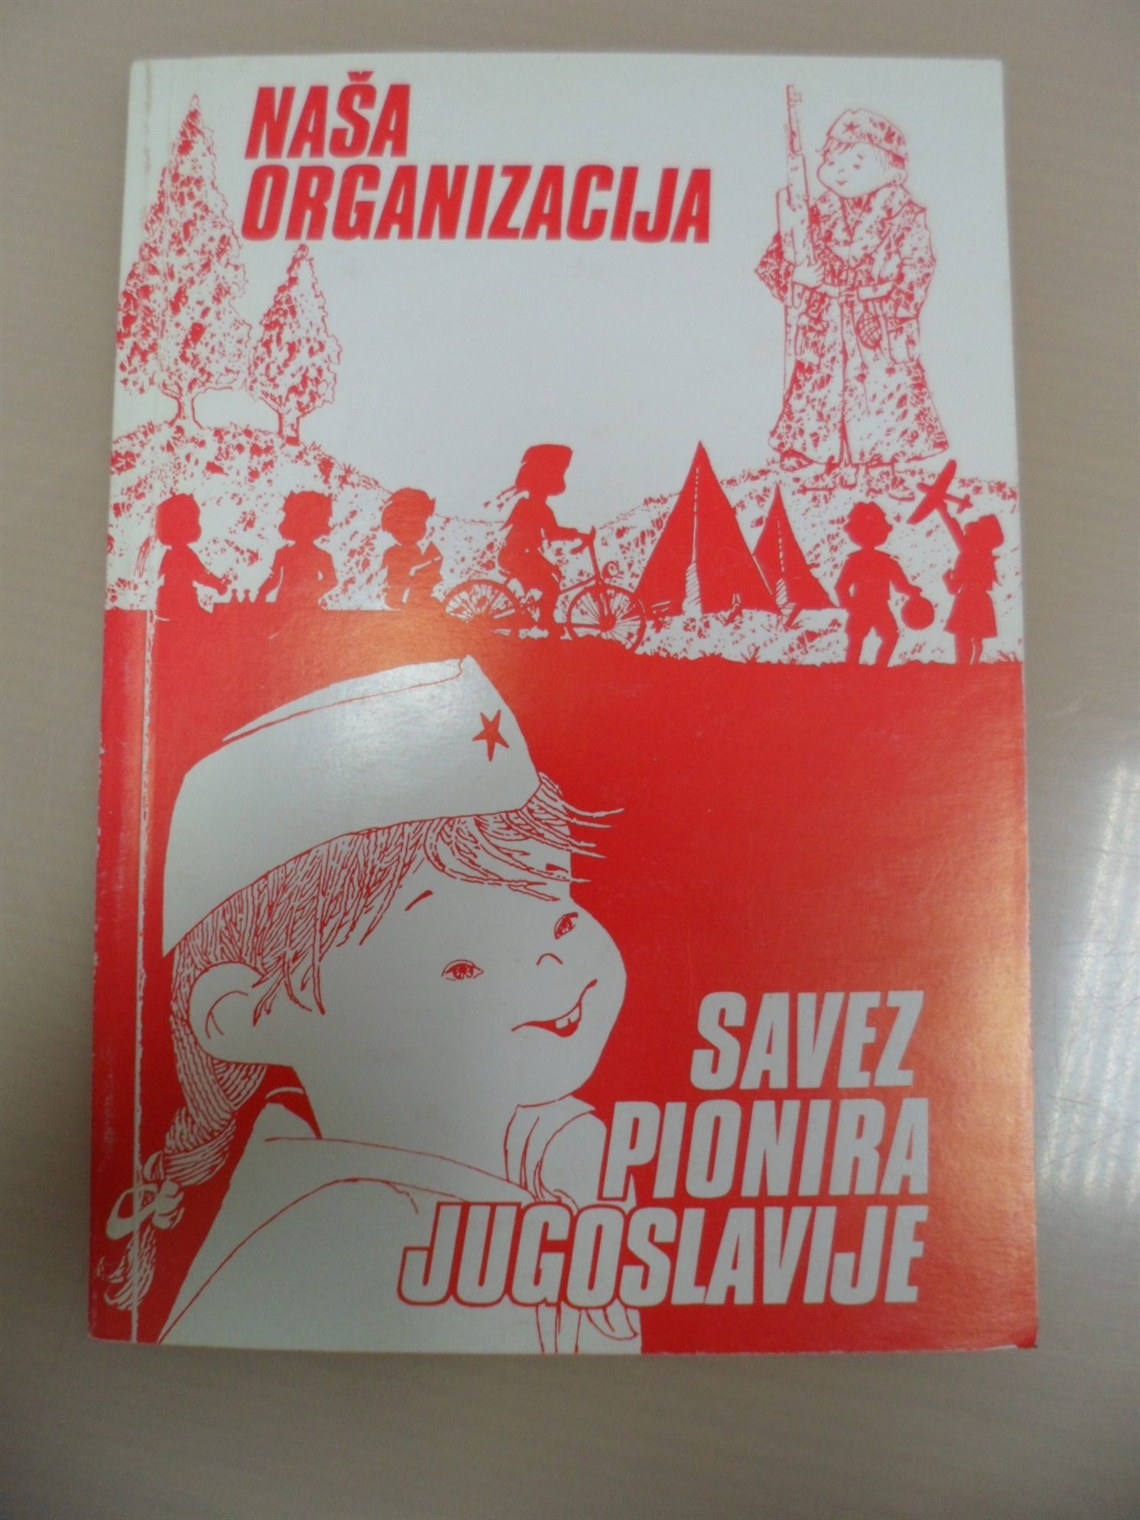 NAŠA
ORGANIZACIJA
SAVEZ
PIONIRA
JUGOSLAVIJE